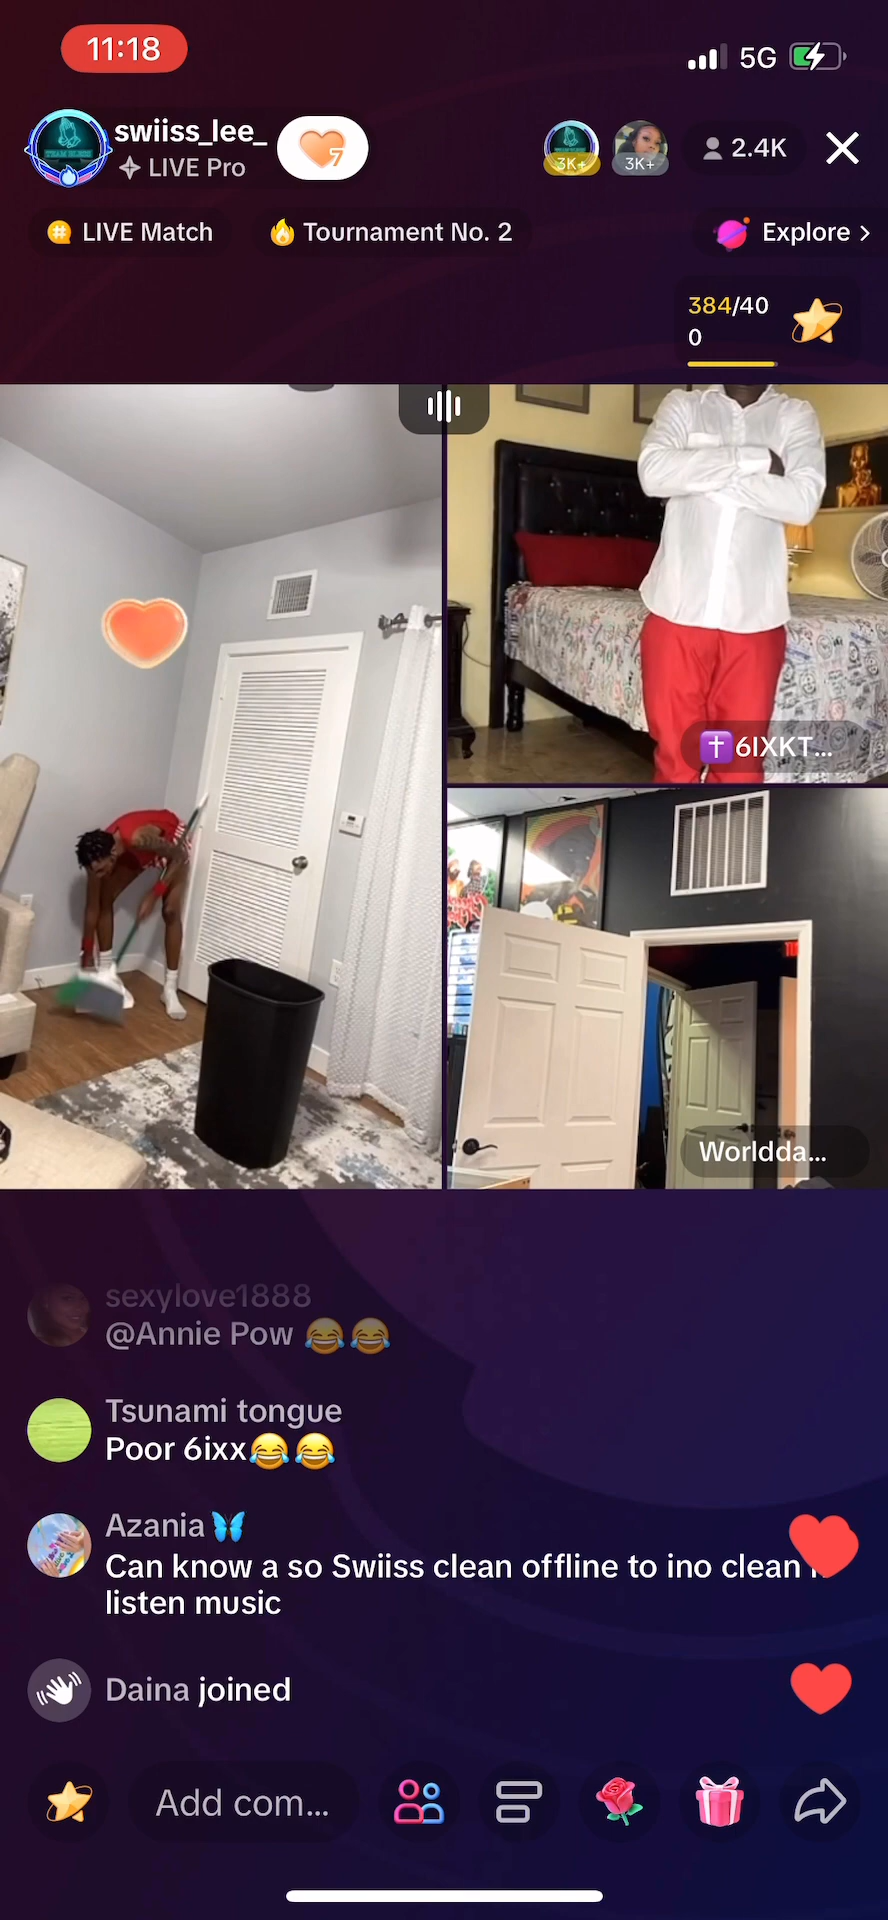 11:18
5G
swiiss_lee_
LIVE Pro
7
3K+
3K+
2.4K
LIVE Match
Tournament No. 2
Explore >
384/40
0
6IXKT...
Worldda...
sexylove1888
@Annie Pow 😂😂
Tsunami tongue
Poor 6ixx😂😂
Azania🦋
Can know a so Swiiss clean offline to ino clean
listen music
Daina joined
Add com...